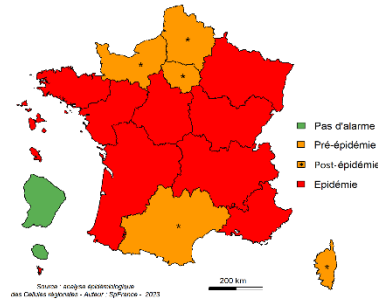 Pas d'alarme
Pré-épidémie
Post-épidémie
Epidémie
200 km
Source : analyse épidémiologique
des Cellules régionales - Auteur : SpFrance - 2023